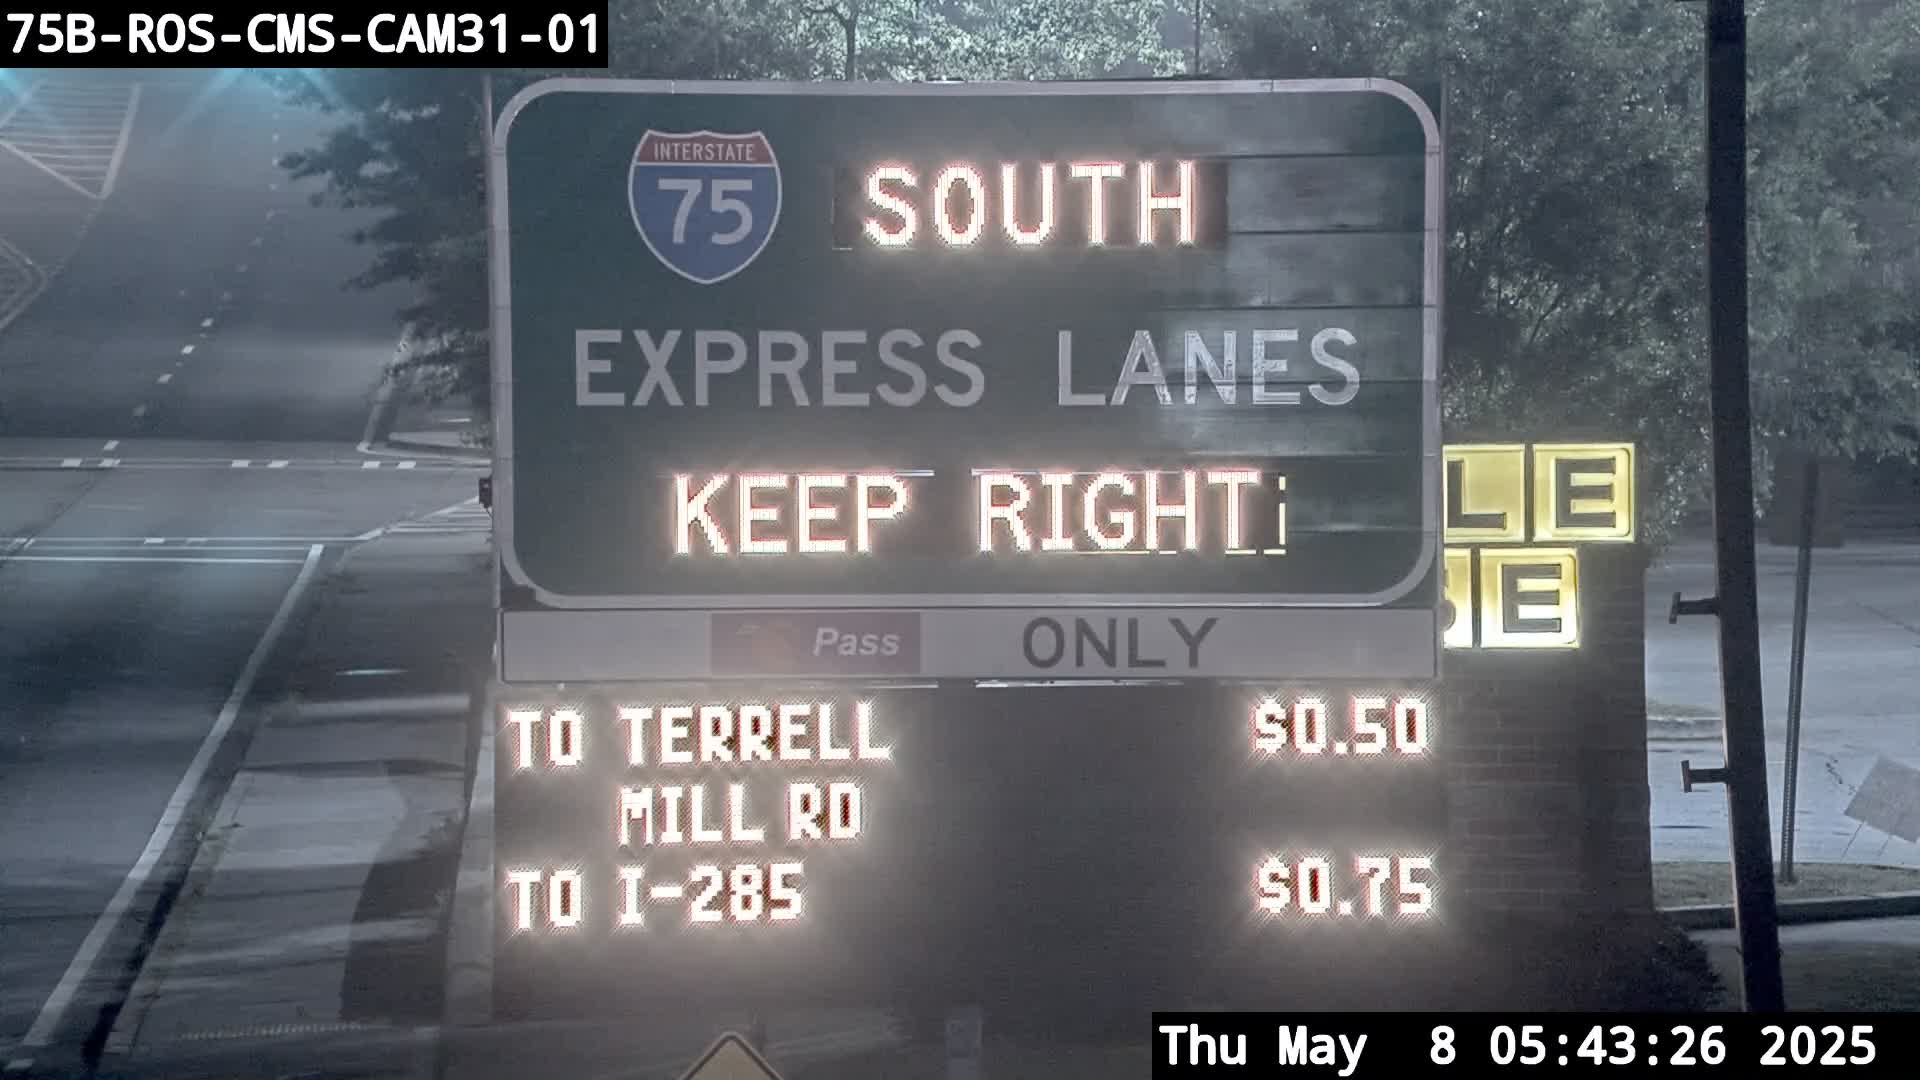 75B-ROS-CMS-CAM31-01
INTERSTATE
75
SOUTH
EXPRESS LANES
KEEP RIGHT
Pass ONLY
TO TERRELL $0.50
MILL RD
TO I-285 $0.75
LE
E
Thu May 8 05:43:26 2025